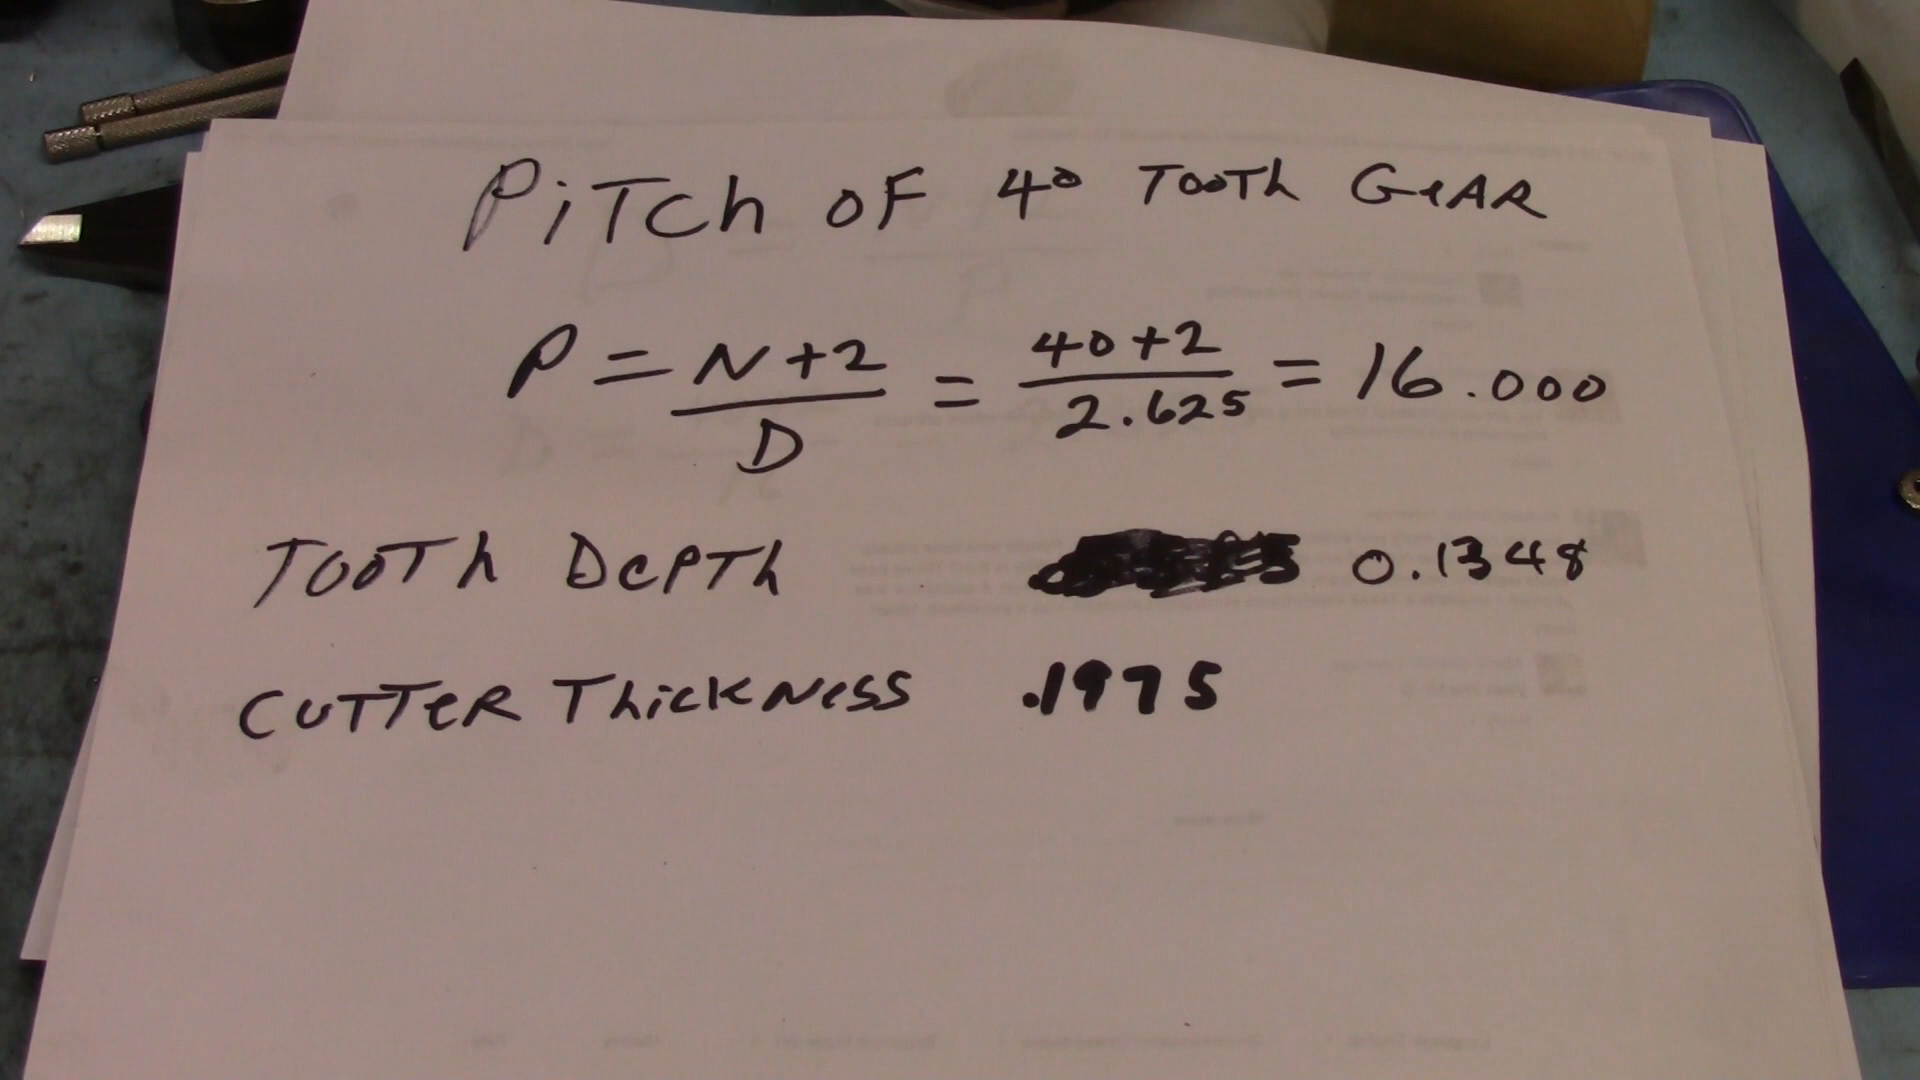 PiTCh OF 40 TOOTh GeAR
P = N+2 / D = 40+2 / 2.625 = 16.000
TOOTh DePTh 0.1348
CUTTeR ThickNess .1975